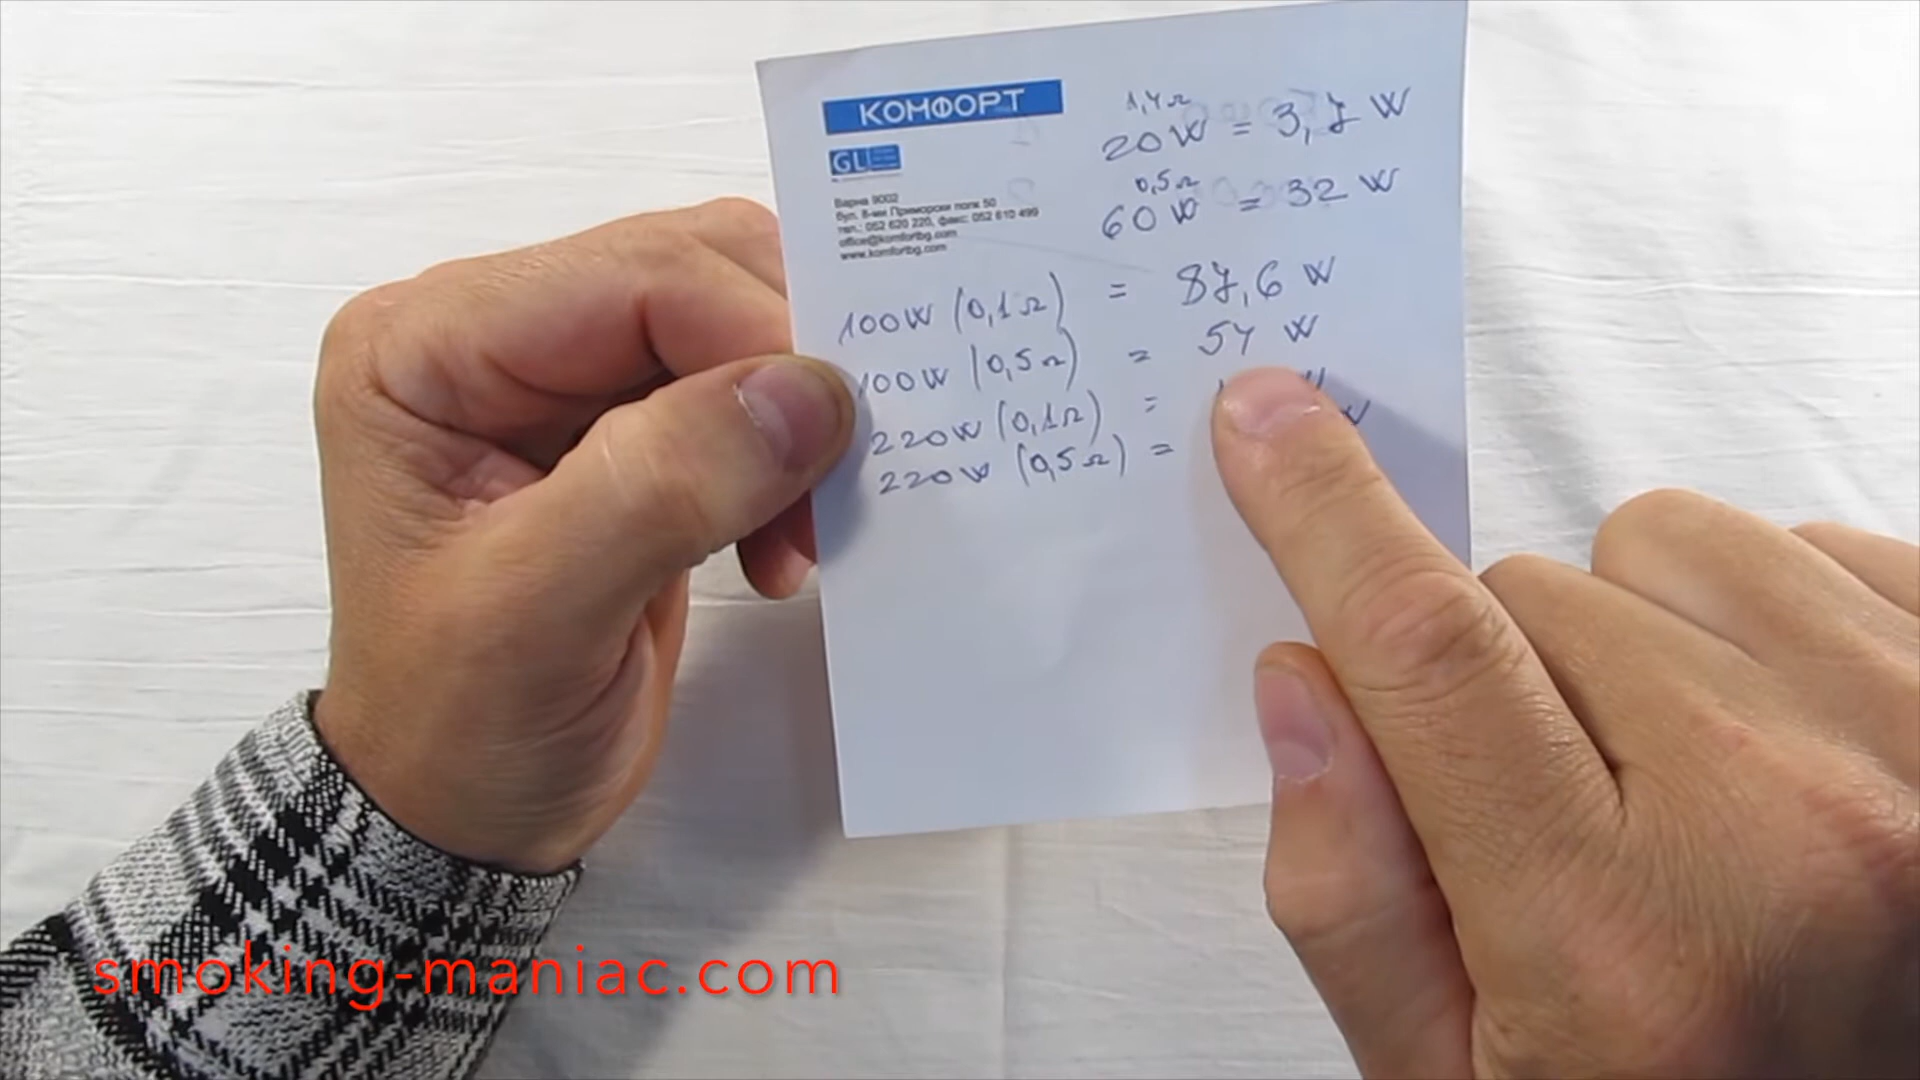 КОМФОРТ
GLI
Варна 9002
бул. 8-ми Приморски полк 50
тел.: 052 620 220, факс: 052 610 499
office@komfortbg.com
www.komfortbg.com
1,4Ω
20W = 3,7 W
0,5Ω
60W = 32 W
100W (0,1Ω) = 87,6 W
100W (0,5Ω) = 54 W
220W (0,1Ω) = W
220W (0,5Ω) = W
smoking-maniac.com